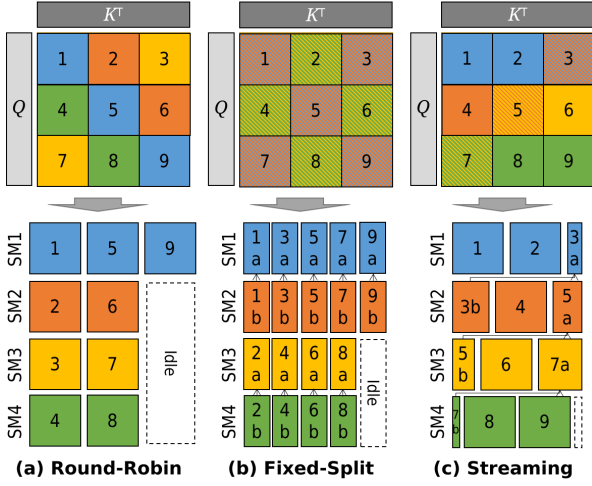 Kᵀ Kᵀ Kᵀ
Q 1 2 3 Q 1 2 3 Q 1 2 3
4 5 6 4 5 6 4 5 6
7 8 9 7 8 9 7 8 9
SM1 1 5 9 SM1 1a 3a 5a 7a 9a SM1 1 2 3a
SM2 2 6 SM2 1b 3b 5b 7b 9b SM2 3b 4 5a
Idle
SM3 3 7 SM3 2a 4a 6a 8a SM3 5b 6 7a
Idle
SM4 4 8 SM4 2b 4b 6b 8b SM4 7b 8 9
(a) Round-Robin (b) Fixed-Split (c) Streaming